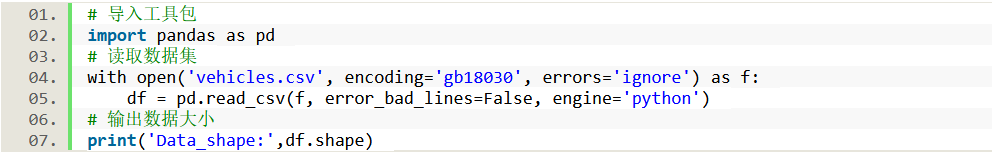 01. # 导入工具包
02. import pandas as pd
03. # 读取数据集
04. with open('vehicles.csv', encoding='gb18030', errors='ignore') as f:
05.     df = pd.read_csv(f, error_bad_lines=False, engine='python')
06. # 输出数据大小
07. print('Data_shape:',df.shape)